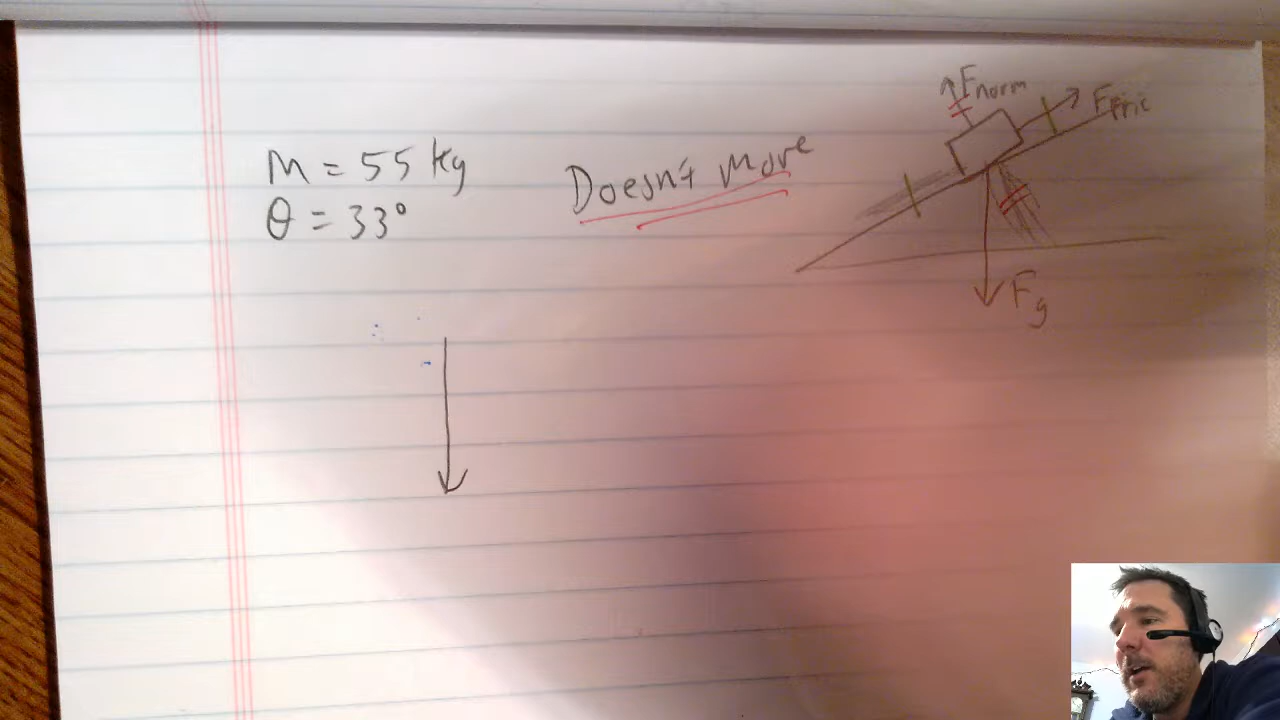 M = 55 kg
θ = 33°
Doesn't move
Fnorm
Ffric
Fg